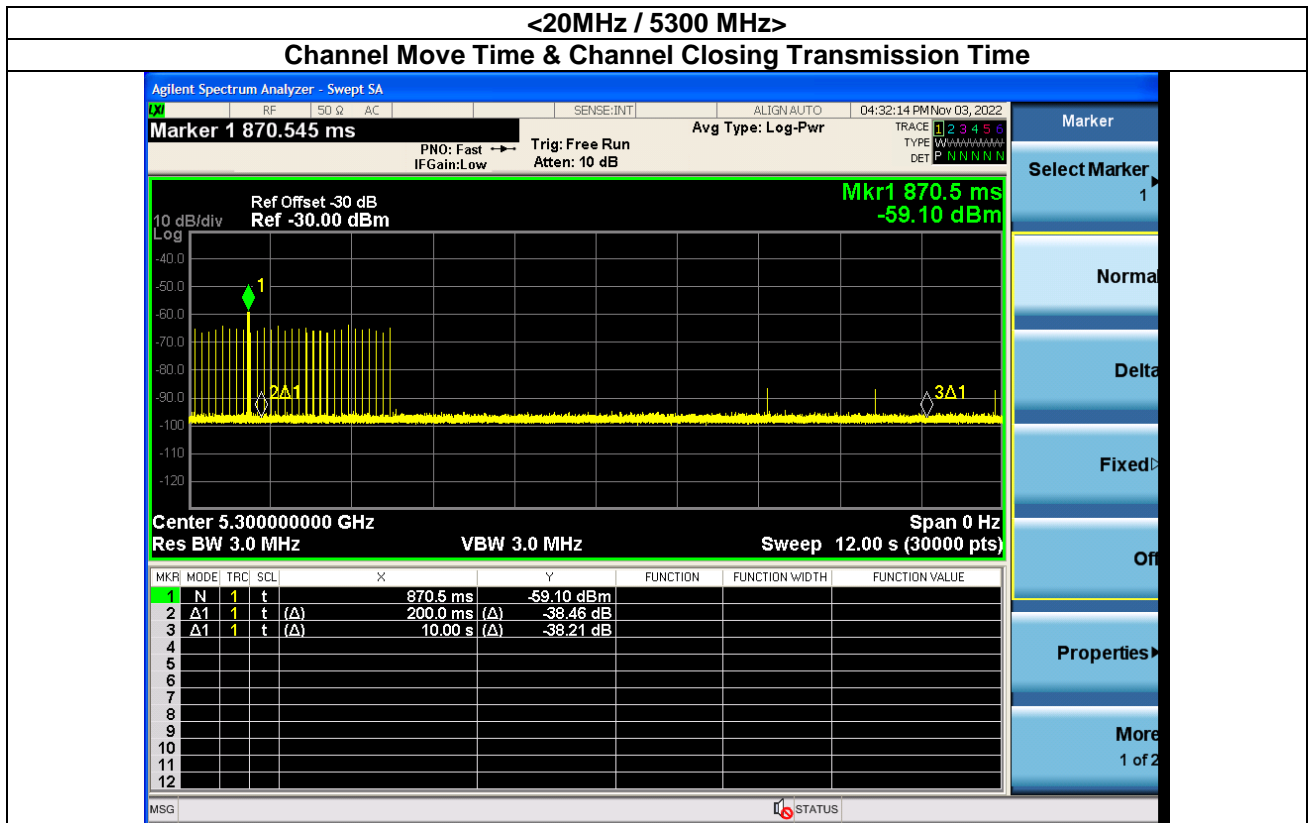 <20MHz / 5300 MHz>
Channel Move Time & Channel Closing Transmission Time
Agilent Spectrum Analyzer - Swept SA
LXI RF 50 Ω AC SENSE:INT ALIGN AUTO 04:32:14 PM Nov 03, 2022
Marker 1 870.545 ms
PNO: Fast
IFGain:Low
Trig: Free Run
Atten: 10 dB
Avg Type: Log-Pwr
TRACE 1 2 3 4 5 6
TYPE W
DET P N N N N N
Mkr1 870.5 ms
-59.10 dBm
Ref Offset -30 dB
10 dB/div Ref -30.00 dBm
Log
-40.0
-50.0
-60.0
-70.0
-80.0
-90.0
-100
-110
-120
1
2Δ1
3Δ1
Center 5.300000000 GHz Span 0 Hz
Res BW 3.0 MHz VBW 3.0 MHz Sweep 12.00 s (30000 pts)
MKR MODE TRC SCL X Y FUNCTION FUNCTION WIDTH FUNCTION VALUE
1 N 1 t 870.5 ms -59.10 dBm
2 Δ1 1 t (Δ) 200.0 ms (Δ) -38.46 dB
3 Δ1 1 t (Δ) 10.00 s (Δ) -38.21 dB
4
5
6
7
8
9
10
11
12
MSG STATUS
Marker
Select Marker
1
Normal
Delta
Fixed
Off
Properties
More
1 of 2